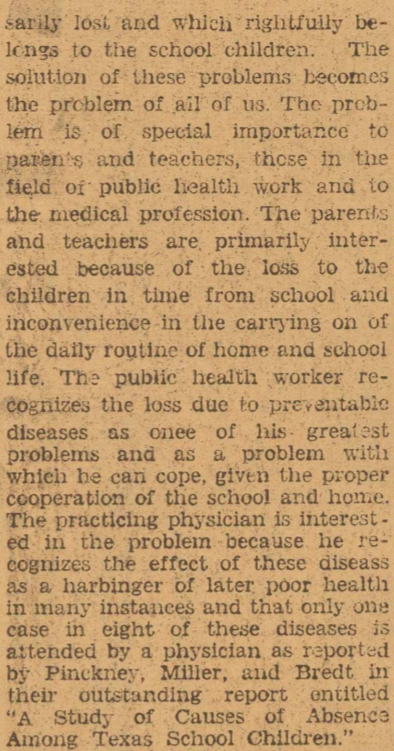 sarily lost and which rightfully be-
longs to the school children. The
solution of these problems becomes
the problem of all of us. The prob-
lem is of special importance to
parents and teachers, those in the
field of public health work and to
the medical profession. The parents
and teachers are primarily inter-
ested because of the loss to the
children in time from school and
inconvenience in the carrying on of
the daily routine of home and school
life. The public health worker re-
cognizes the loss due to preventable
diseases as onee of his greatest
problems and as a problem with
which he can cope, given the proper
cooperation of the school and home.
The practicing physician is interest-
ed in the problem because he re-
cognizes the effect of these diseass
as a harbinger of later poor health
in many instances and that only one
case in eight of these diseases is
attended by a physician as reported
by Pinckney, Miller, and Bredt in
their outstanding report entitled
"A Study of Causes of Absence
Among Texas School Children."